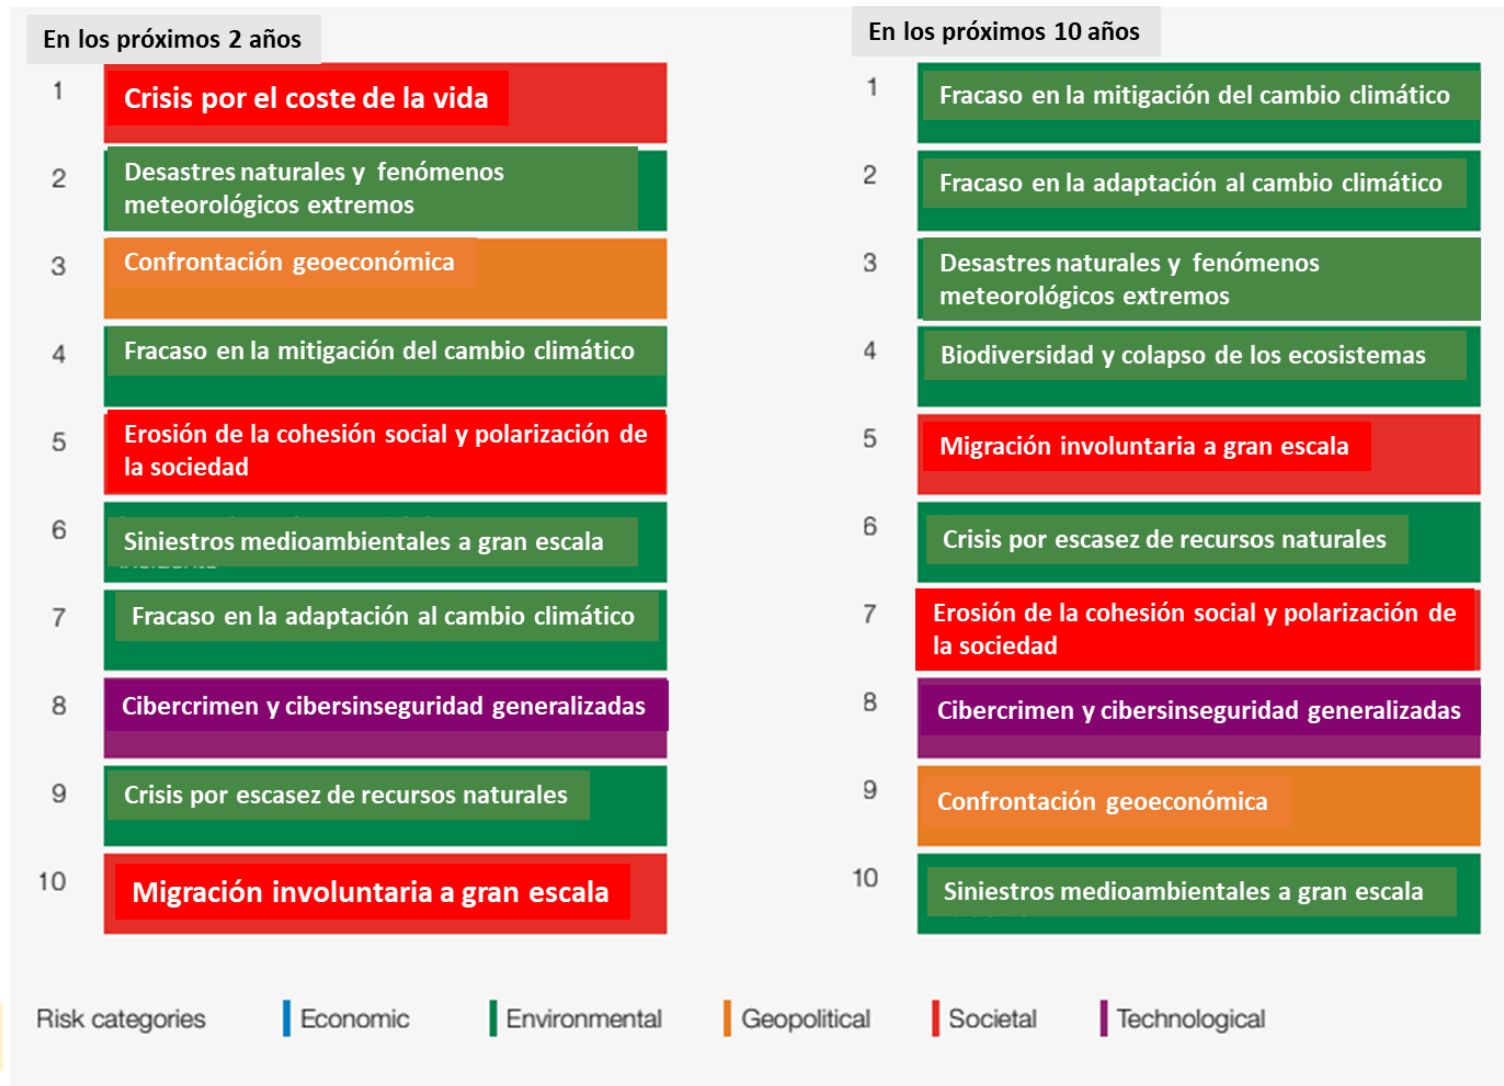 En los próximos 2 años
1
Crisis por el coste de la vida
2
Desastres naturales y fenómenos
meteorológicos extremos
3
Confrontación geoeconómica
4
Fracaso en la mitigación del cambio climático
5
Erosión de la cohesión social y polarización de
la sociedad
6
Siniestros medioambientales a gran escala
7
Fracaso en la adaptación al cambio climático
8
Cibercrimen y cibersinseguridad generalizadas
9
Crisis por escasez de recursos naturales
10
Migración involuntaria a gran escala
En los próximos 10 años
1
Fracaso en la mitigación del cambio climático
2
Fracaso en la adaptación al cambio climático
3
Desastres naturales y fenómenos
meteorológicos extremos
4
Biodiversidad y colapso de los ecosistemas
5
Migración involuntaria a gran escala
6
Crisis por escasez de recursos naturales
7
Erosión de la cohesión social y polarización de
la sociedad
8
Cibercrimen y cibersinseguridad generalizadas
9
Confrontación geoeconómica
10
Siniestros medioambientales a gran escala
Risk categories Economic Environmental Geopolitical Societal Technological